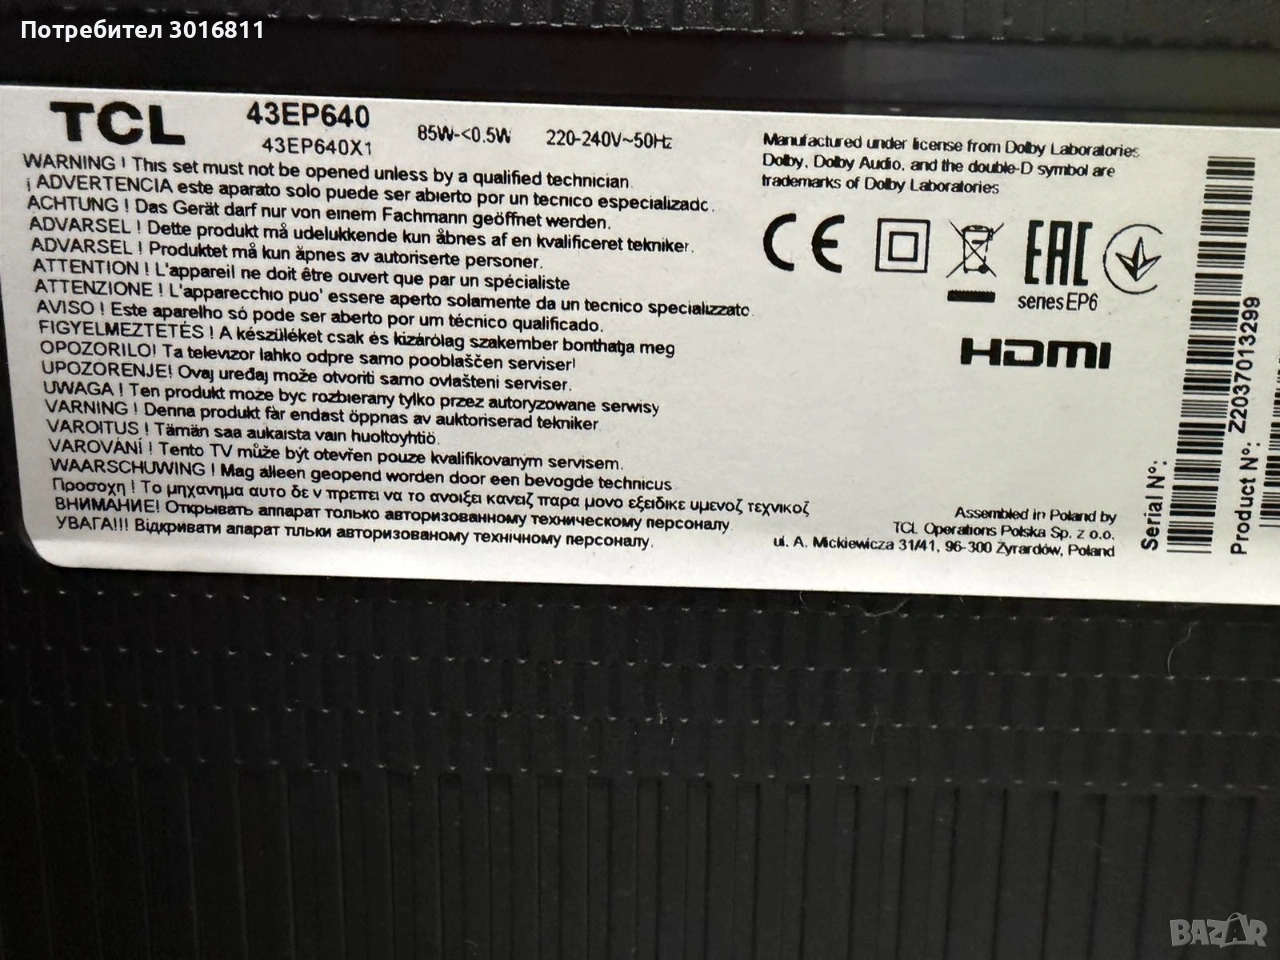 Потребител 3016811
TCL
43EP640
43EP640X1
85W-<0.5W
220-240V~50Hz
WARNING ! This set must not be opened unless by a qualified technician.
¡ ADVERTENCIA este aparato solo puede ser abierto por un tecnico especializadc.
ACHTUNG ! Das Gerät darf nur von einem Fachmann geöffnet werden.
ADVARSEL ! Dette produkt må udelukkende kun åbnes af en kvalificeret tekniker.
ADVARSEL ! Produktet må kun äpnes av autoriserte personer.
ATTENTION ! L'appareil ne doit être ouvert que par un spécialiste
ATTENZIONE ! L'apparecchio puo' essere aperto solamente da un tecnico specializzatc.
AVISO ! Este aparelho só pode ser aberto por um técnico qualificado.
FIGYELMEZTETÉS ! A készüléket csak és kizárólag szakember bonthatja meg
OPOZORILO! Ta televizor lahko odpre samo pooblaščen serviser!
UPOZORENJE! Ovaj uređaj može otvoriti samo ovlašteni serviser.
UWAGA ! Ten produkt moze byc rozbierany tylko przez autoryzowane serwisy
VARNING ! Denna produkt får endast öppnas av auktoriserad tekniker
VAROITUS ! Tämän saa aukaista vain huoltoyhtiö.
VAROVÁNÍ ! Tento TV může být otevřen pouze kvalifikovaným servisem.
WAARSCHUWING ! Mag alleen geopend worden door een bevogde technicus
Προσοχη ! Το μηχανημα αυτο δε ν πρεπει να το ανοιξει κανειζ παρα μονο εξειδικε υμενοζ τεχνικοζ
ВНИМАНИЕ! Открывать аппарат только авторизованному техническому персоналу
УВАГА!!! Відкривати апарат тільки авторизованому технічному персоналу.
Manufactured under license from Dolby Laboratories
Dolby, Dolby Audio, and the double-D symbol are
trademarks of Dolby Laboratories
CE
EAC
series EP6
HDMI
Assembled in Poland by
TCL Operations Polska Sp. z o.o.
ul. A. Mickiewicza 31/41, 96-300 Żyrardów, Poland
Serial Nº:
Product Nº: Z2037013299
BAZAR